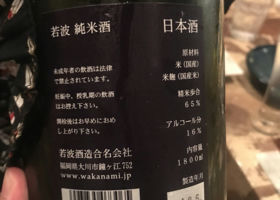 若波 純米酒
未成年者の飲酒は法律
で禁止されています。
妊娠中、授乳期の飲酒
はお控え下さい。
開栓後はお早めにお召
し上がり下さい。
若波酒造合名会社
福岡県大川市鐘ヶ江752
www.wakanami.jp
日本酒
原材料
米(国産)
米麹(国産米)
精米歩合
65%
アルコール分
16%
内容量
1800ml
製造年月